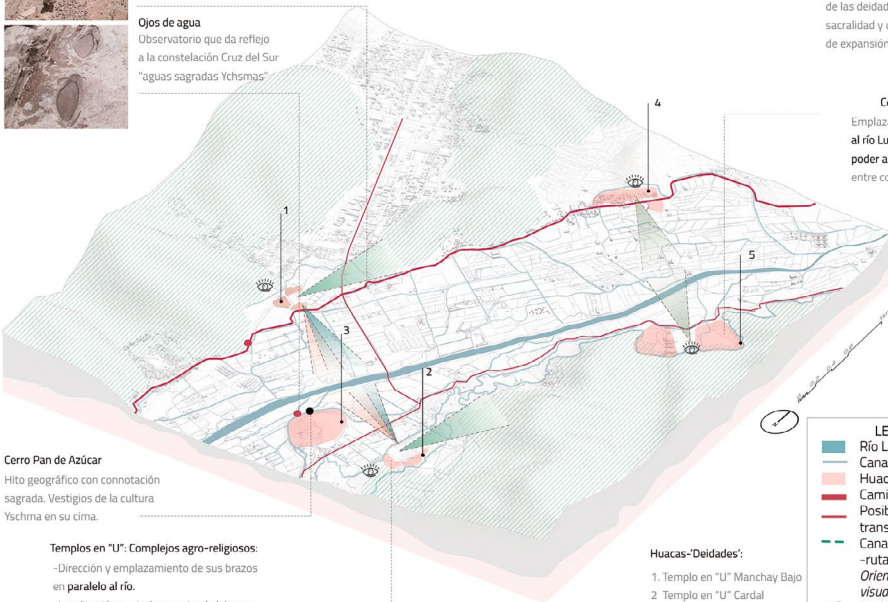 Ojos de agua
Observatorio que da reflejo
a la constelación Cruz del Sur
"aguas sagradas Ychsmas"
de las deidad
sacralidad y u
de expansión
Emplaza
al río Lu
poder a
entre co
1
2
3
4
5
Cerro Pan de Azúcar
Hito geográfico con connotación
sagrada. Vestigios de la cultura
Yschma en su cima.
Templos en "U": Complejos agro-religiosos:
-Dirección y emplazamiento de sus brazos
en paralelo al río.
Huacas-'Deidades':
1. Templo en "U" Manchay Bajo
2 Templo en "U" Cardal
LE
Río L
Cana
Huac
Cami
Posib
trans
Cana
-ruta
Orien
visua